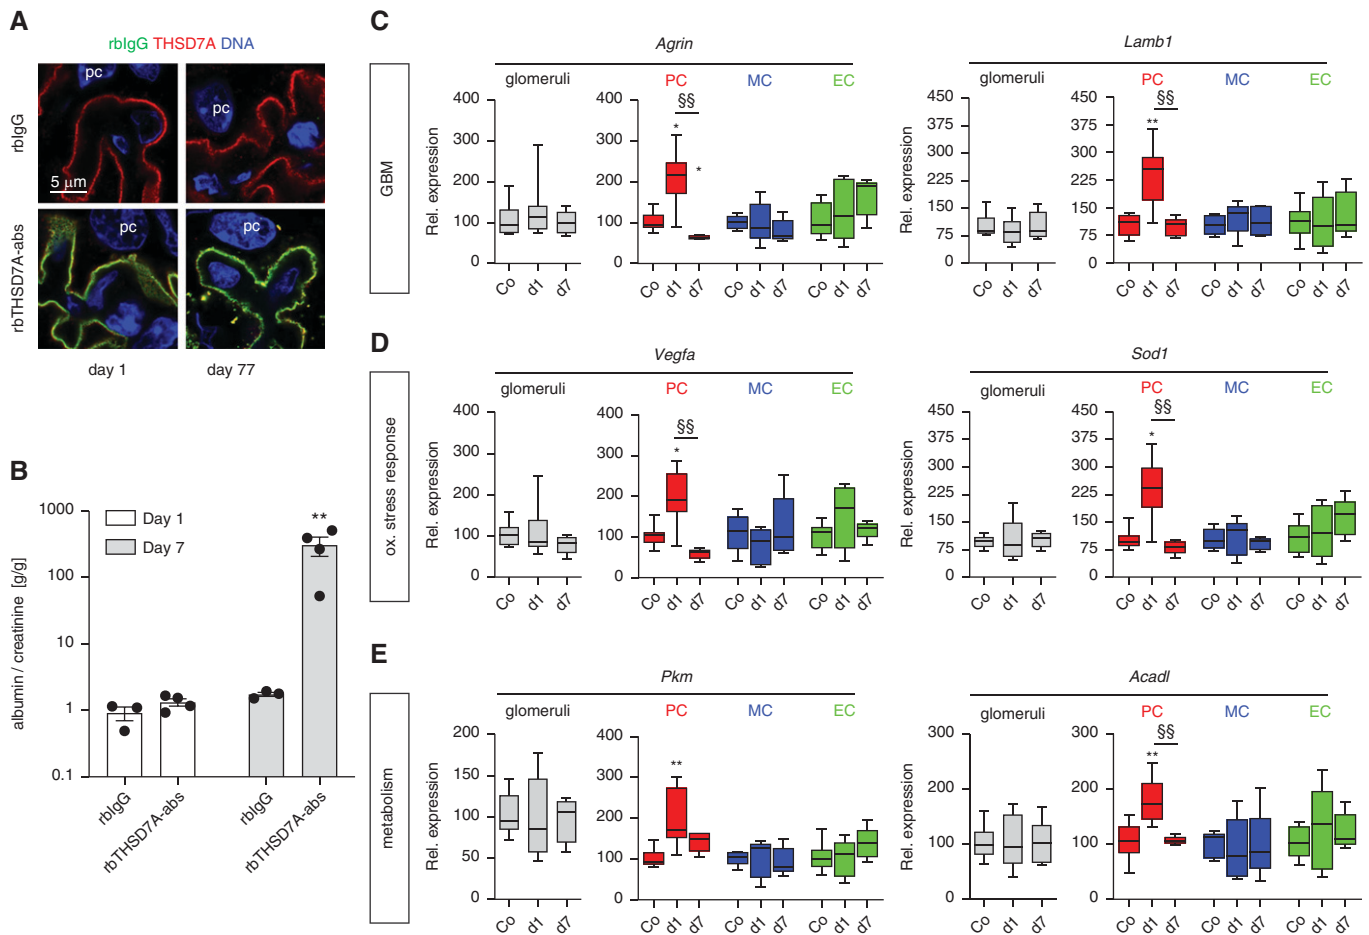 A
rbIgG THSD7A DNA
rbIgG
pc
pc
5 μm
rbTHSD7A-abs
pc
pc
day 1
day 77
B
albumin / creatinine [g/g]
1000
100
10
1
0.1
Day 1
Day 7
**
rbIgG
rbTHSD7A-abs
rbIgG
rbTHSD7A-abs
C
GBM
Agrin
glomeruli
PC
MC
EC
Rel. expression
400
300
200
100
0
Co
d1
d7
400
300
200
100
0
§§
*
*
Co
d1
d7
Co
d1
d7
Co
d1
d7
Lamb1
glomeruli
PC
MC
EC
Rel. expression
450
375
300
225
150
75
0
Co
d1
d7
450
375
300
225
150
75
0
§§
**
Co
d1
d7
Co
d1
d7
Co
d1
d7
D
ox. stress response
Vegfa
glomeruli
PC
MC
EC
Rel. expression
400
300
200
100
0
Co
d1
d7
400
300
200
100
0
§§
*
Co
d1
d7
Co
d1
d7
Co
d1
d7
Sod1
glomeruli
PC
MC
EC
Rel. expression
450
375
300
225
150
75
0
Co
d1
d7
450
375
300
225
150
75
0
§§
*
Co
d1
d7
Co
d1
d7
Co
d1
d7
E
metabolism
Pkm
glomeruli
PC
MC
EC
Rel. expression
200
150
100
50
0
Co
d1
d7
400
300
200
100
0
**
Co
d1
d7
Co
d1
d7
Co
d1
d7
Acadl
glomeruli
PC
MC
EC
Rel. expression
300
200
100
0
Co
d1
d7
300
200
100
0
§§
**
Co
d1
d7
Co
d1
d7
Co
d1
d7